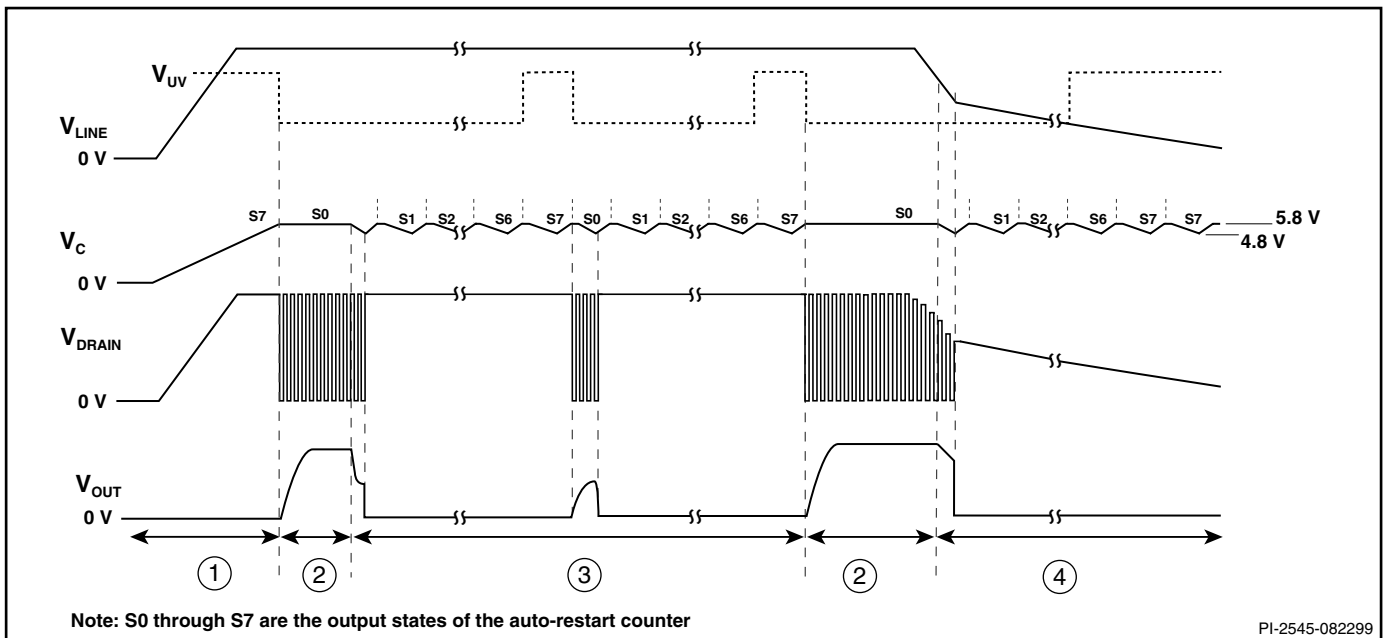 V_UV
V_LINE
0 V
S7 S0 S1 S2 S6 S7 S0 S1 S2 S6 S7 S0 S1 S2 S6 S7 S7
5.8 V
4.8 V
V_C
0 V
V_DRAIN
0 V
V_OUT
0 V
1 2 3 2 4
Note: S0 through S7 are the output states of the auto-restart counter
PI-2545-082299